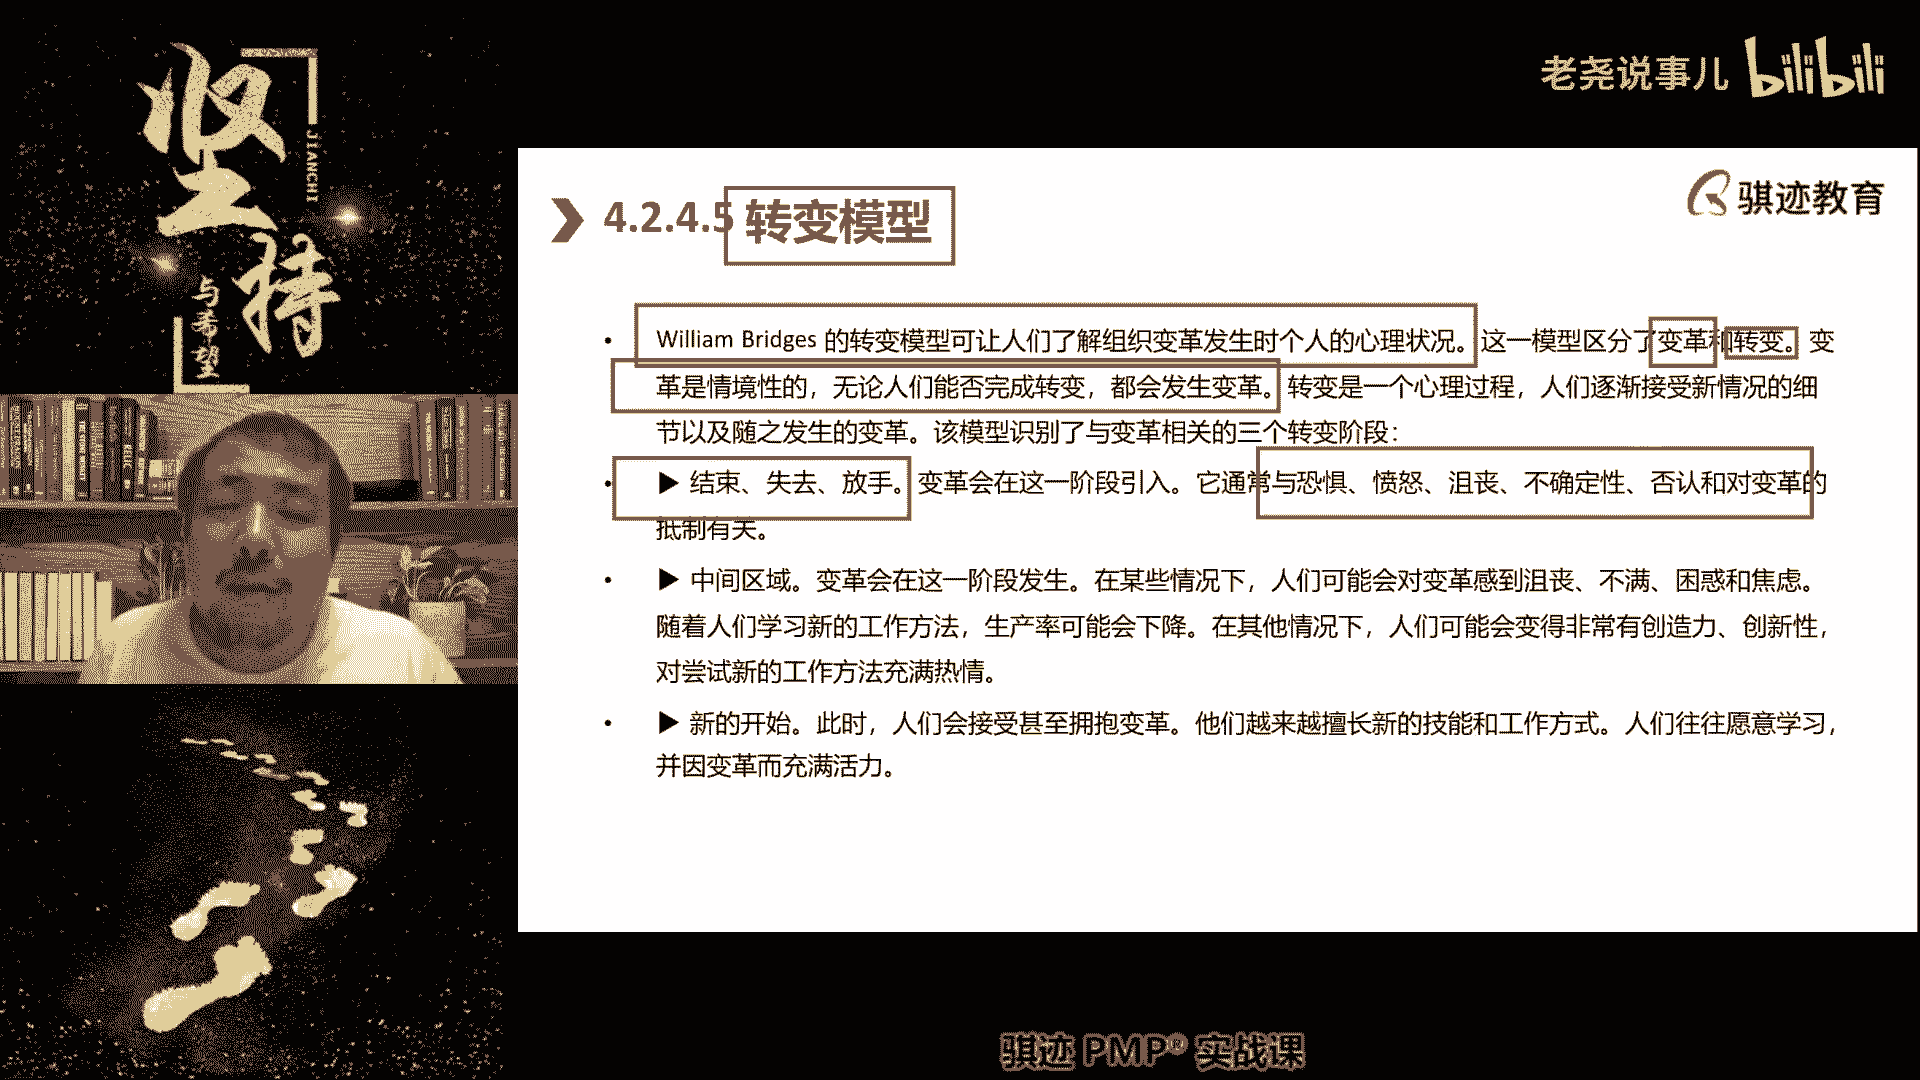 坚持
JIANCHI
与希望
老尧说事儿 bilibili
骐迹教育
4.2.4.5 转变模型
• William Bridges 的转变模型可让人们了解组织变革发生时个人的心理状况。这一模型区分了变革和转变。变
革是情境性的，无论人们能否完成转变，都会发生变革。转变是一个心理过程，人们逐渐接受新情况的细
节以及随之发生的变革。该模型识别了与变革相关的三个转变阶段：
• ▶ 结束、失去、放手。变革会在这一阶段引入。它通常与恐惧、愤怒、沮丧、不确定性、否认和对变革的
抵制有关。
• ▶ 中间区域。变革会在这一阶段发生。在某些情况下，人们可能会对变革感到沮丧、不满、困惑和焦虑。
随着人们学习新的工作方法，生产率可能会下降。在其他情况下，人们可能会变得非常有创造力、创新性，
对尝试新的工作方法充满热情。
• ▶ 新的开始。此时，人们会接受甚至拥抱变革。他们越来越擅长新的技能和工作方式。人们往往愿意学习，
并因变革而充满活力。
骐迹 PMP® 实战课